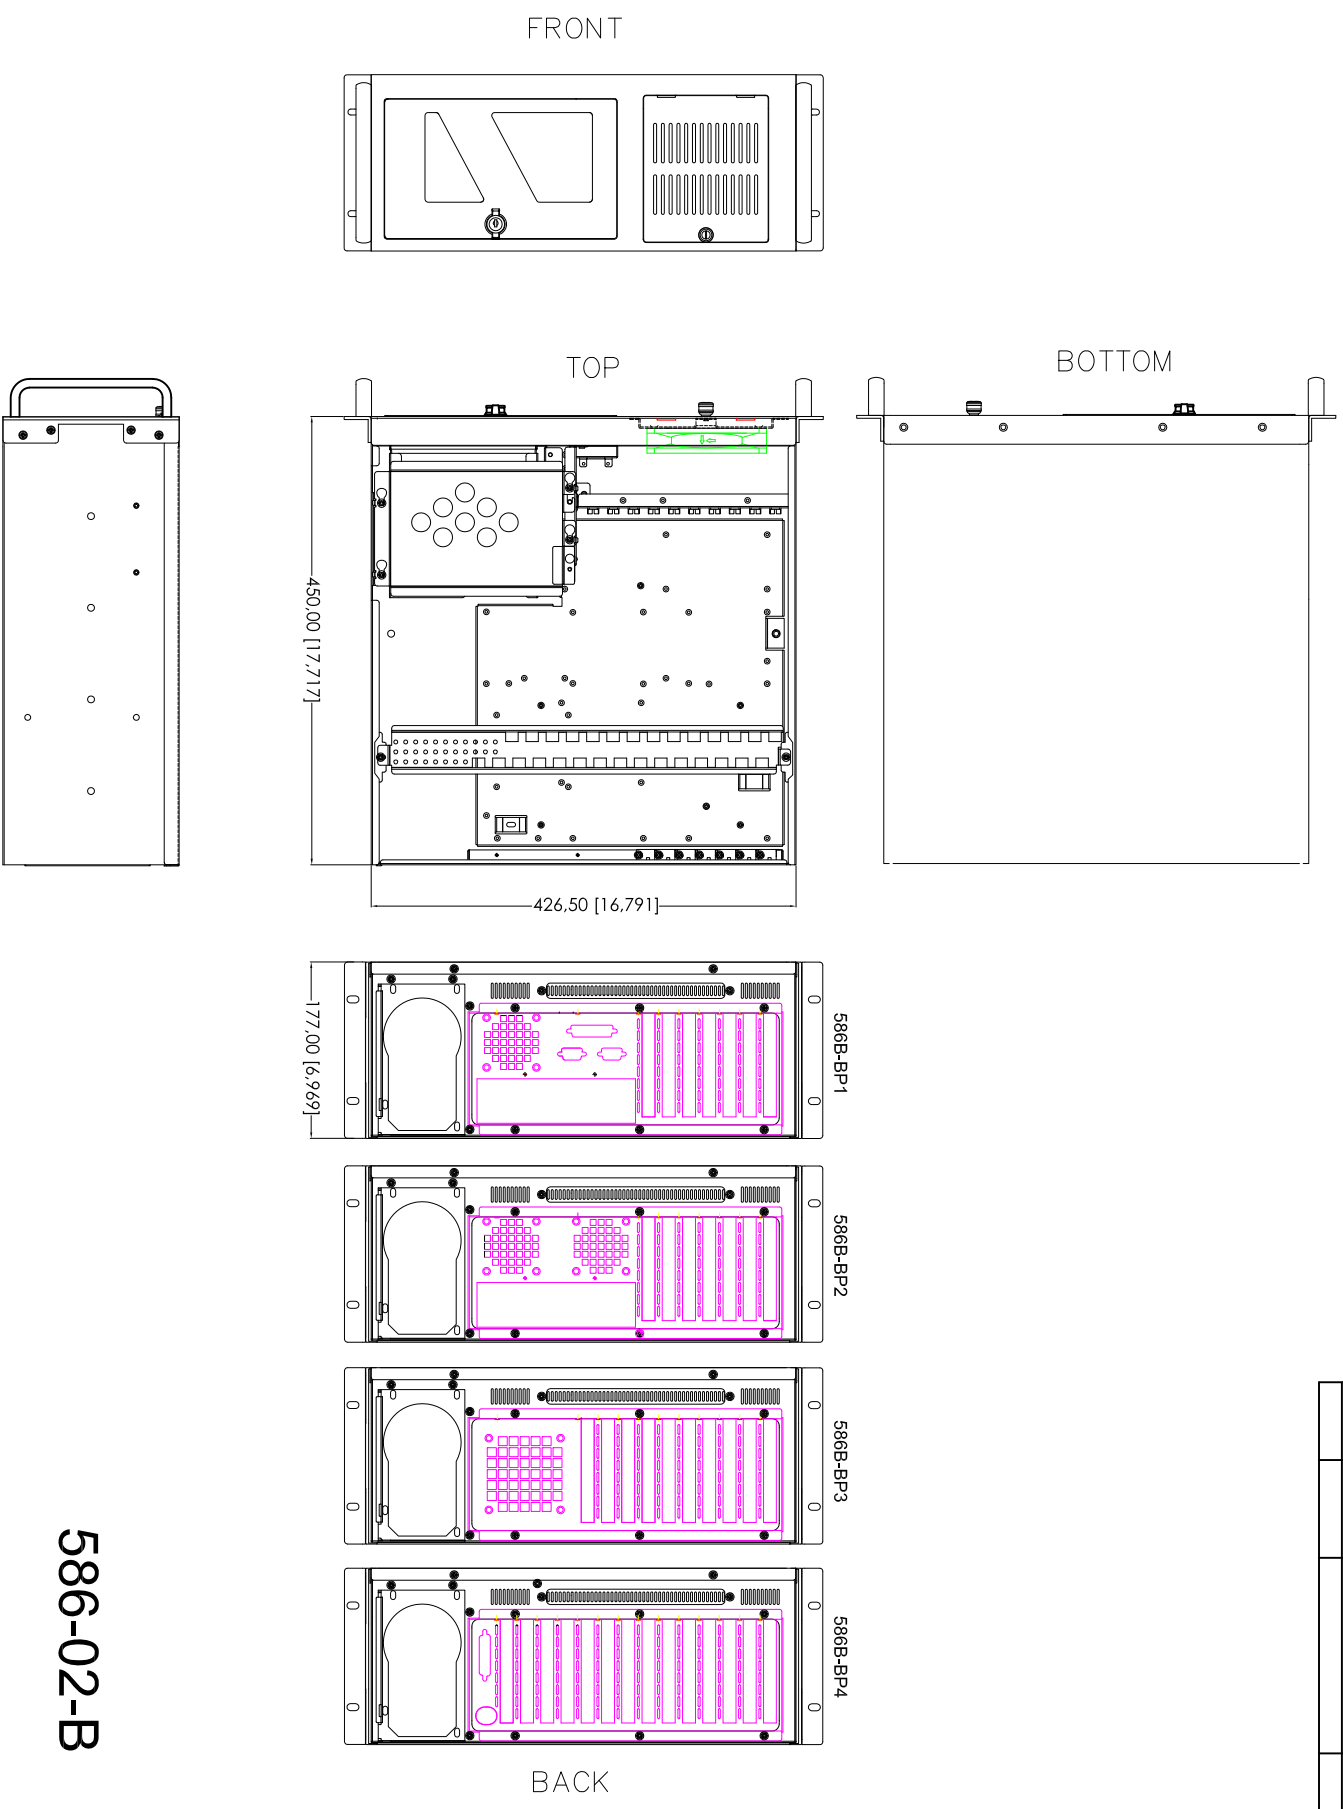 FRONT
TOP
BOTTOM
450,00 [17,717]
426,50 [16,791]
177,00 [6,969]
586B-BP1
586B-BP2
586B-BP3
586B-BP4
BACK
586-02-B